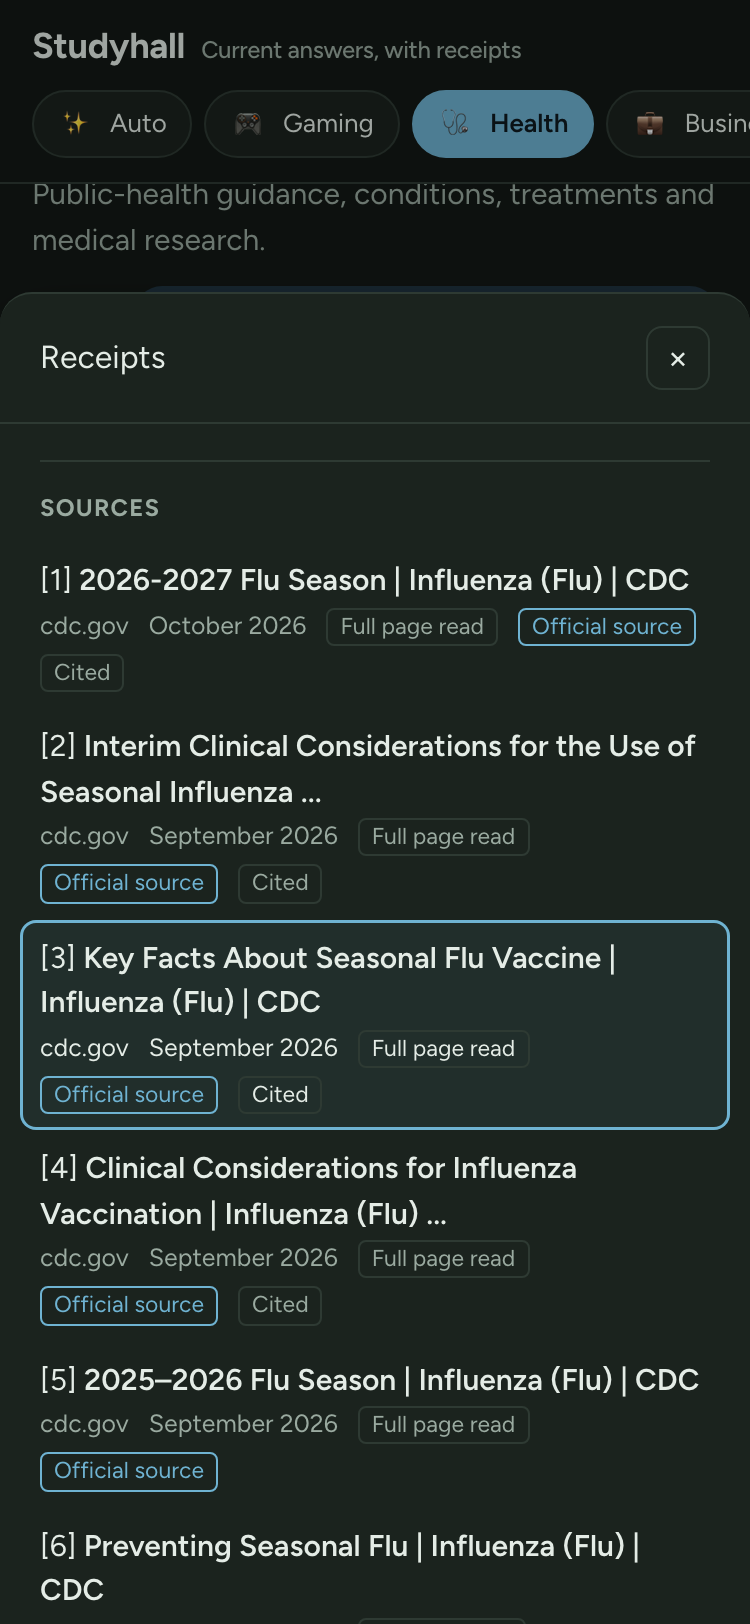 Studyhall Current answers, with receipts
Auto Gaming Health Busin
Public-health guidance, conditions, treatments and
medical research.
Receipts ×
SOURCES
[1] 2026-2027 Flu Season | Influenza (Flu) | CDC
cdc.gov October 2026 Full page read Official source
Cited
[2] Interim Clinical Considerations for the Use of
Seasonal Influenza ...
cdc.gov September 2026 Full page read
Official source Cited
[3] Key Facts About Seasonal Flu Vaccine |
Influenza (Flu) | CDC
cdc.gov September 2026 Full page read
Official source Cited
[4] Clinical Considerations for Influenza
Vaccination | Influenza (Flu) ...
cdc.gov September 2026 Full page read
Official source Cited
[5] 2025–2026 Flu Season | Influenza (Flu) | CDC
cdc.gov September 2026 Full page read
Official source
[6] Preventing Seasonal Flu | Influenza (Flu) |
CDC